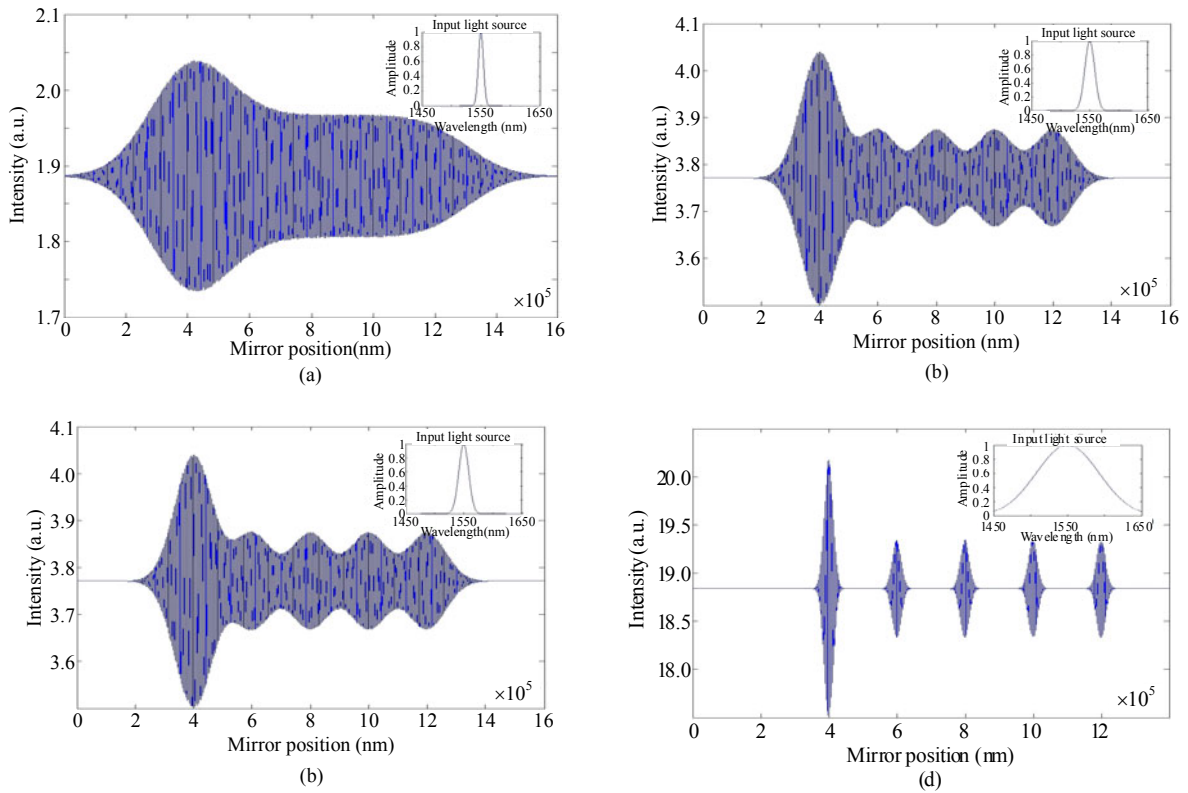 2.1
2.0
1.9
1.8
1.7
Intensity (a.u.)
0 2 4 6 8 10 12 14 16
×10⁵
Mirror position(nm)
Input light source
Amplitude
1
0.8
0.6
0.4
0.2
0
1450 1550 1650
Wavelength (nm)
(a)
4.1
4.0
3.9
3.8
3.7
3.6
Intensity (a.u.)
0 2 4 6 8 10 12 14 16
×10⁵
Mirror position (nm)
Input light source
Amplitude
1
0.8
0.6
0.4
0.2
0
1450 1550 1650
Wavelength (nm)
(b)
4.1
4.0
3.9
3.8
3.7
3.6
Intensity (a.u.)
0 2 4 6 8 10 12 14 16
×10⁵
Mirror position (nm)
Input light source
Amplitude
1
0.8
0.6
0.4
0.2
0
1450 1550 1650
Wavelength(nm)
(b)
20.0
19.5
19.0
18.5
18.0
Intensity (a.u.)
0 2 4 6 8 10 12
×10⁵
Mirror position (nm)
Input light source
Amplitude
1
0.8
0.6
0.4
0.2
0
1450 1550 1650
Wavelength (nm)
(d)